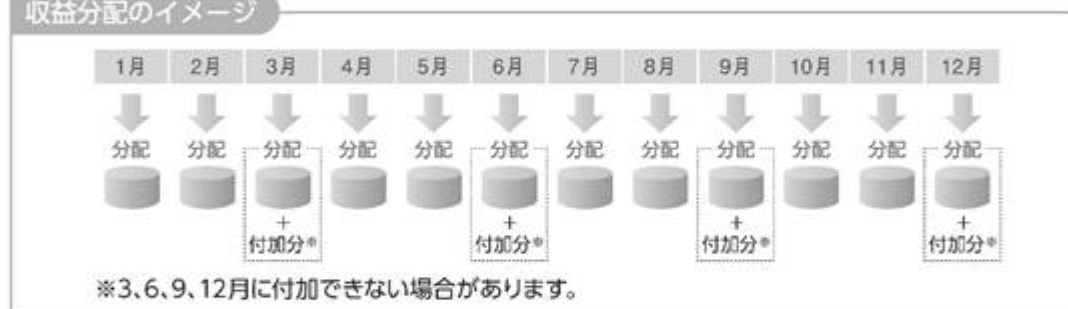 収益分配のイメージ
1月 2月 3月 4月 5月 6月 7月 8月 9月 10月 11月 12月
分配 分配 分配 分配 分配 分配 分配 分配 分配 分配 分配 分配
+ + + +
付加分※ 付加分※ 付加分※ 付加分※
※3、6、9、12月に付加できない場合があります。